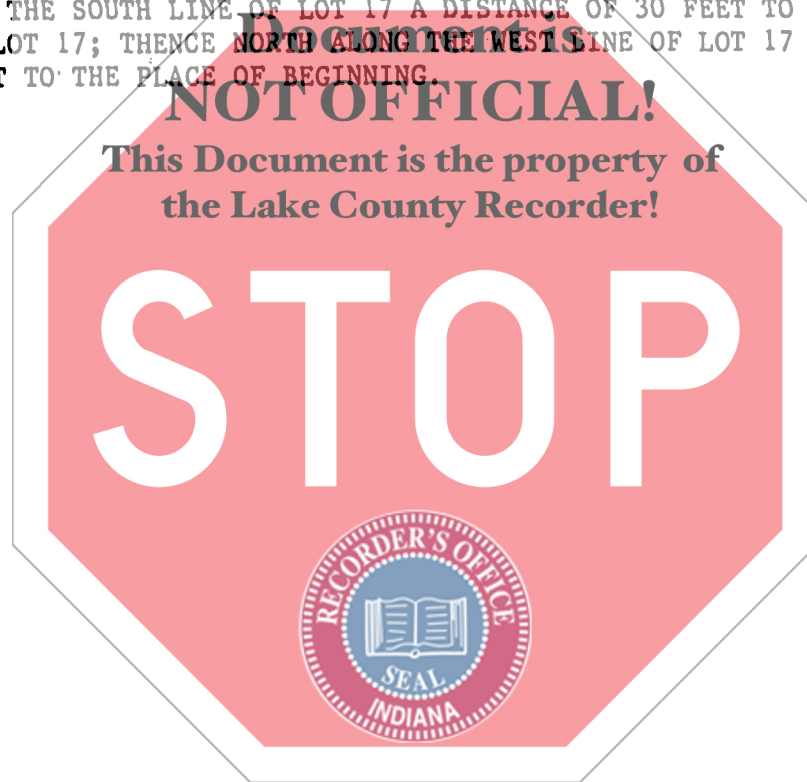 THE SOUTH LINE OF LOT 17 A DISTANCE OF 30 FEET TO
LOT 17; THENCE NORTH ALONG THE WEST LINE OF LOT 17
TO THE PLACE OF BEGINNING.
Document is
NOT OFFICIAL!
This Document is the property of
the Lake County Recorder!
STOP
RECORDER'S OFFICE
SEAL
INDIANA